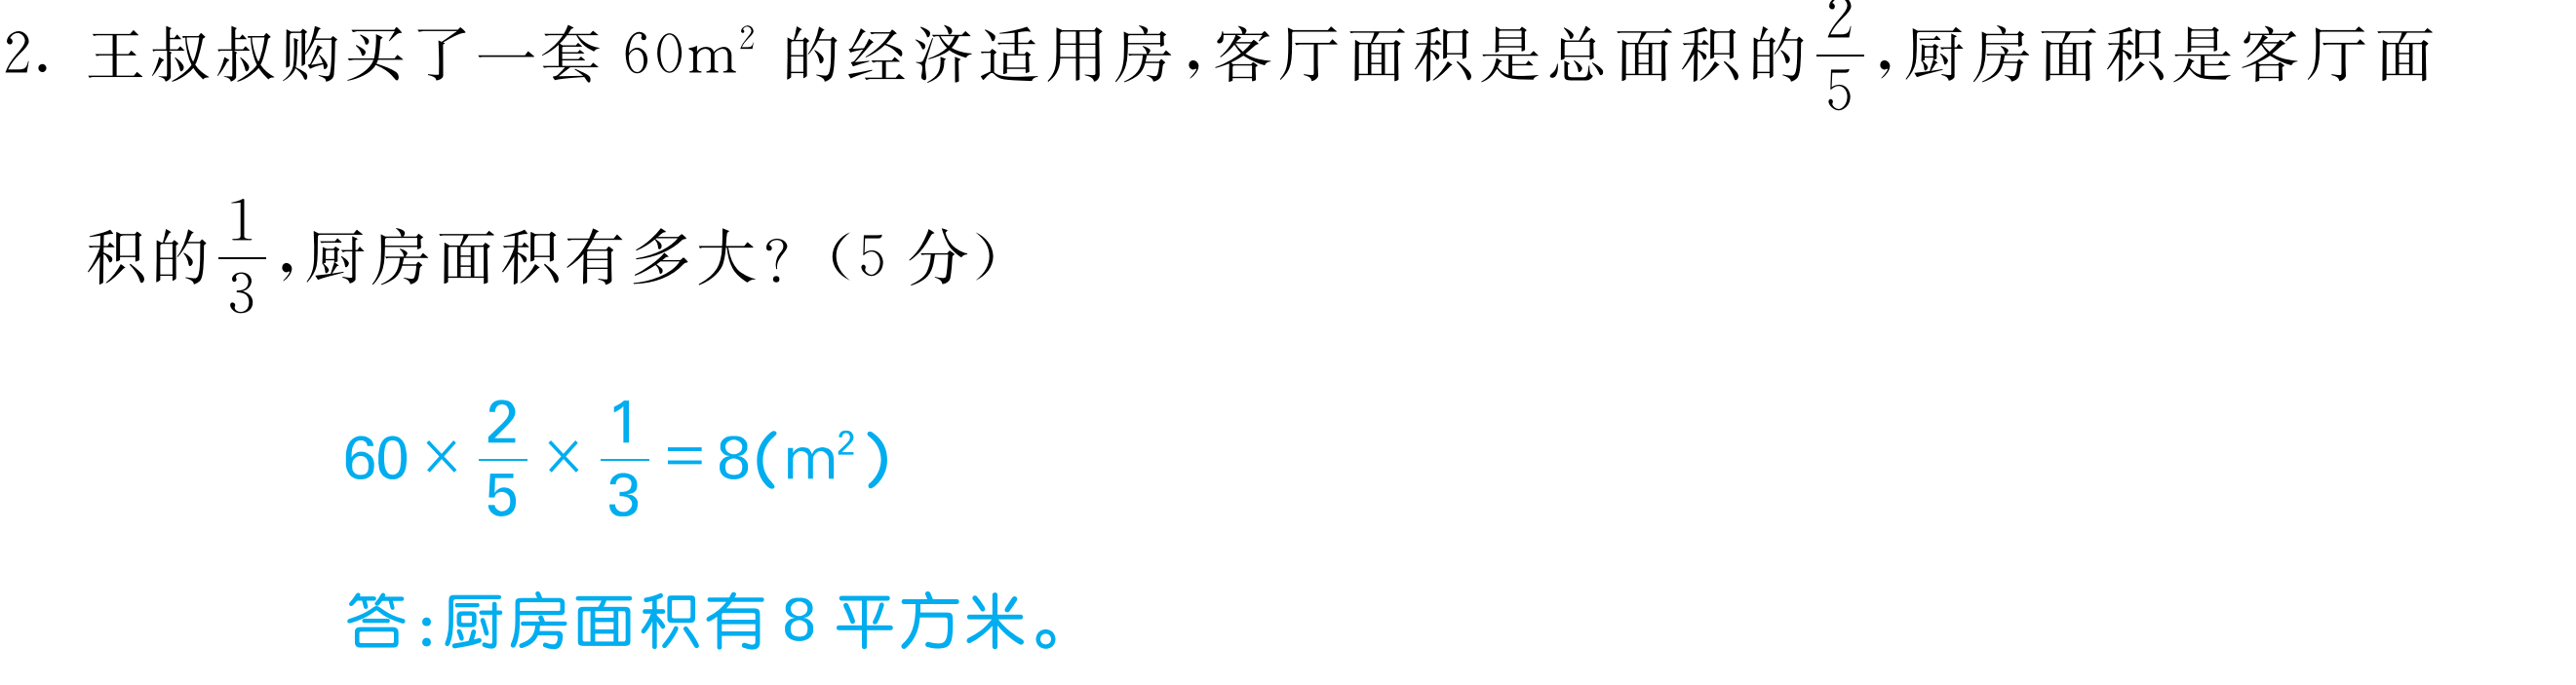 2. 王叔叔购买了一套 60m² 的经济适用房,客厅面积是总面积的2/5,厨房面积是客厅面
积的1/3,厨房面积有多大?(5 分)
60 × 2/5 × 1/3 = 8(m²)
答:厨房面积有 8 平方米。